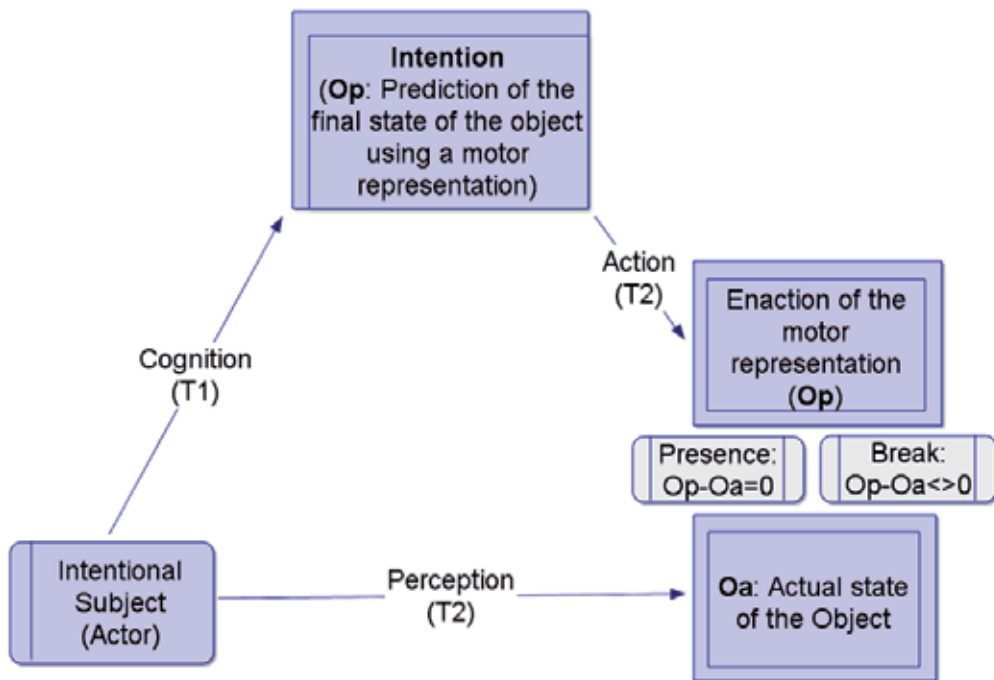 Intention
(Op: Prediction of the
final state of the object
using a motor
representation)
Action
(T2)
Enaction of the
motor
representation
(Op)
Cognition
(T1)
Presence:
Op-Oa=0
Break:
Op-Oa<>0
Intentional
Subject
(Actor)
Perception
(T2)
Oa: Actual state
of the Object